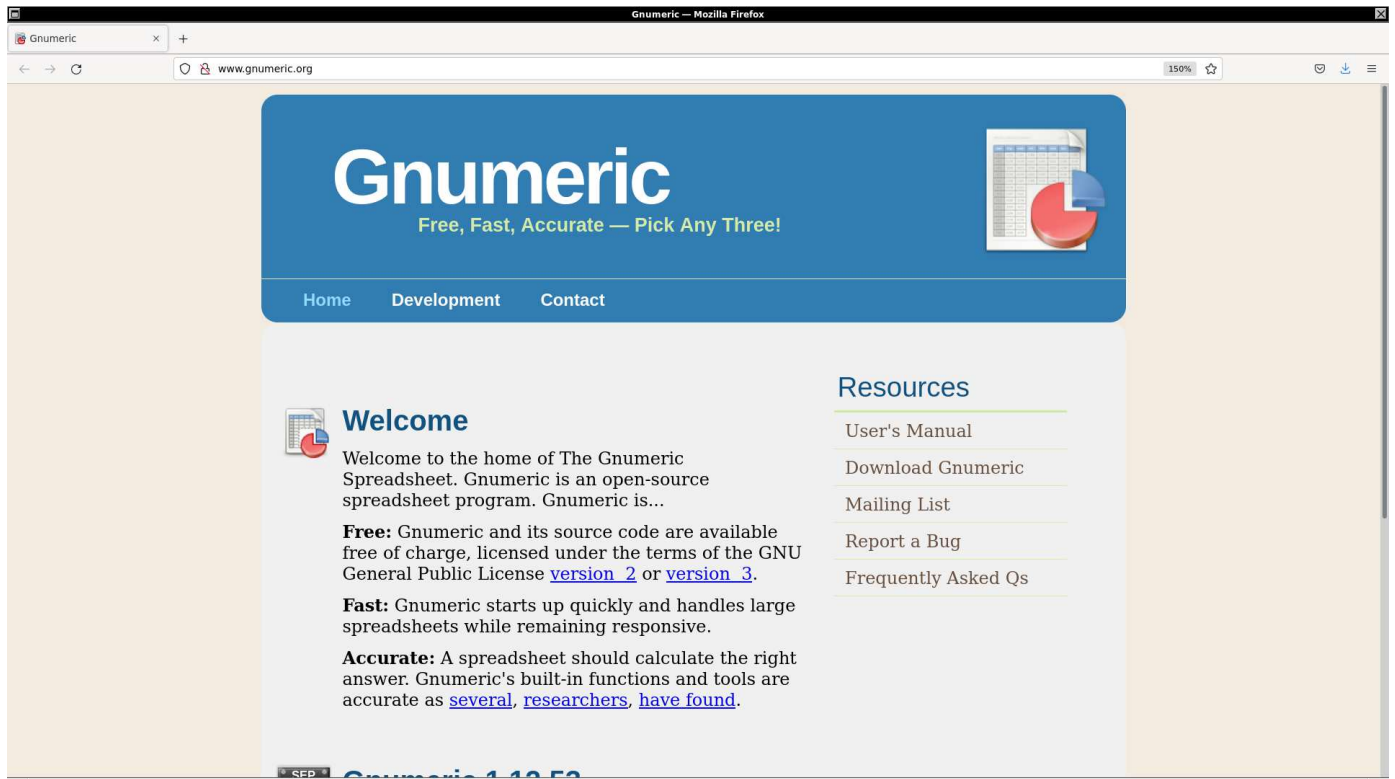 Gnumeric — Mozilla Firefox
Gnumeric
www.gnumeric.org
150%
Gnumeric
Free, Fast, Accurate — Pick Any Three!
Home Development Contact
Welcome
Welcome to the home of The Gnumeric
Spreadsheet. Gnumeric is an open-source
spreadsheet program. Gnumeric is...
Free: Gnumeric and its source code are available
free of charge, licensed under the terms of the GNU
General Public License version 2 or version 3.
Fast: Gnumeric starts up quickly and handles large
spreadsheets while remaining responsive.
Accurate: A spreadsheet should calculate the right
answer. Gnumeric's built-in functions and tools are
accurate as several, researchers, have found.
SEP
Gnumeric 1.12.53
Resources
User's Manual
Download Gnumeric
Mailing List
Report a Bug
Frequently Asked Qs